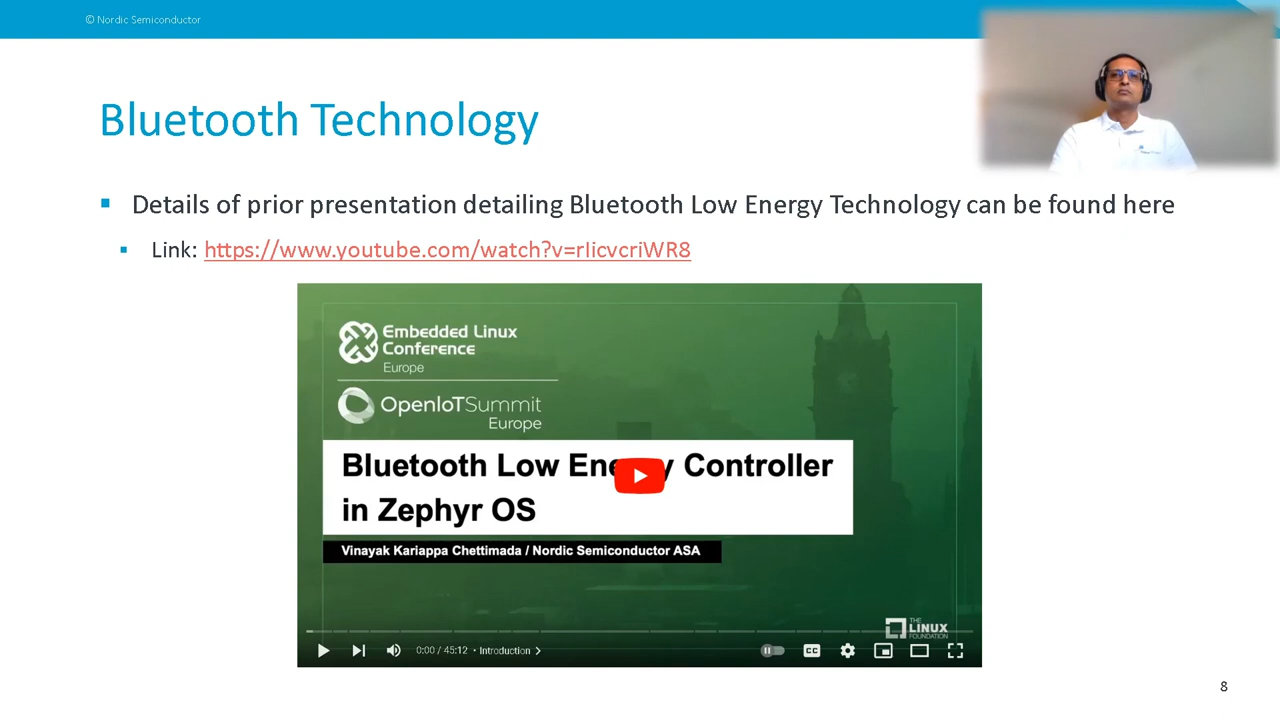 © Nordic Semiconductor
Bluetooth Technology
Details of prior presentation detailing Bluetooth Low Energy Technology can be found here
Link: https://www.youtube.com/watch?v=rIicvcriWR8
Embedded Linux
Conference
Europe
OpenIoTSummit
Europe
Bluetooth Low Energy Controller
in Zephyr OS
Vinayak Kariappa Chettimada / Nordic Semiconductor ASA
THE
LINUX
FOUNDATION
0:00 / 45:12 • Introduction
CC
8